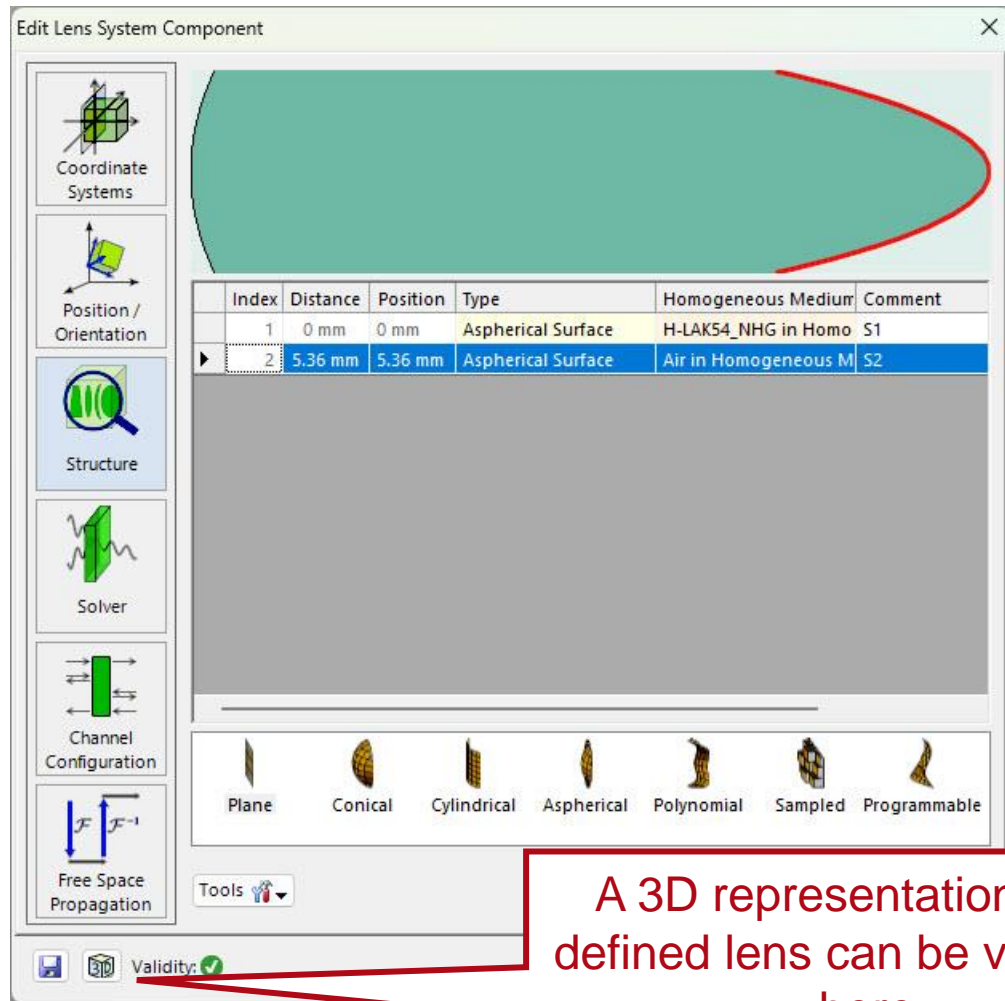 Edit Lens System Component
Coordinate
Systems
Position /
Orientation
Structure
Solver
Channel
Configuration
Free Space
Propagation
Index Distance Position Type Homogeneous Medium Comment
1 0 mm 0 mm Aspherical Surface H-LAK54_NHG in Homo S1
2 5.36 mm 5.36 mm Aspherical Surface Air in Homogeneous M S2
Plane Conical Cylindrical Aspherical Polynomial Sampled Programmable
Tools
3D Validity:
A 3D representation
defined lens can be v